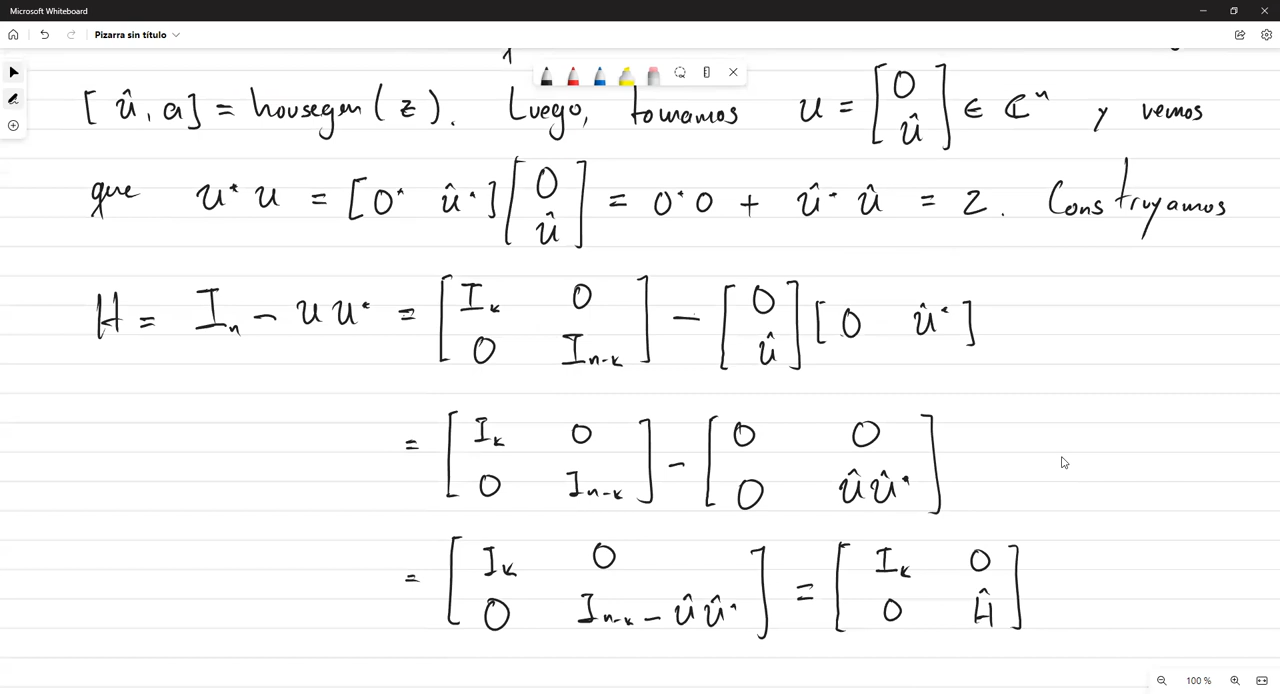 Microsoft Whiteboard
Pizarra sin título
[ û, a ] = housegen( z ). Luego, tomamos u = [ 0 û ] ∈ ℂⁿ y vemos
que u* u = [ 0* û* ] [ 0 û ] = 0*0 + û* û = 2. Construyamos
H = Iₙ - u u* = [ Iₖ 0 0 Iₙ₋ₖ ] - [ 0 û ] [ 0 û* ]
= [ Iₖ 0 0 Iₙ₋ₖ ] - [ 0 0 0 û û* ]
= [ Iₖ 0 0 Iₙ₋ₖ - û û* ] = [ Iₖ 0 0 Ĥ ]
100 %